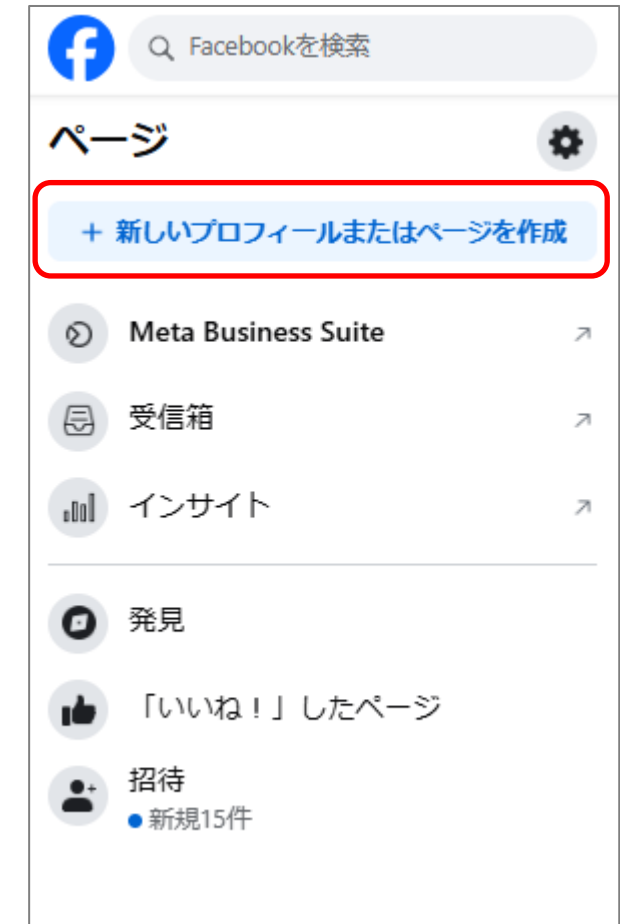 Facebookを検索
ページ
+ 新しいプロフィールまたはページを作成
Meta Business Suite
受信箱
インサイト
発見
「いいね！」したページ
招待
新規15件